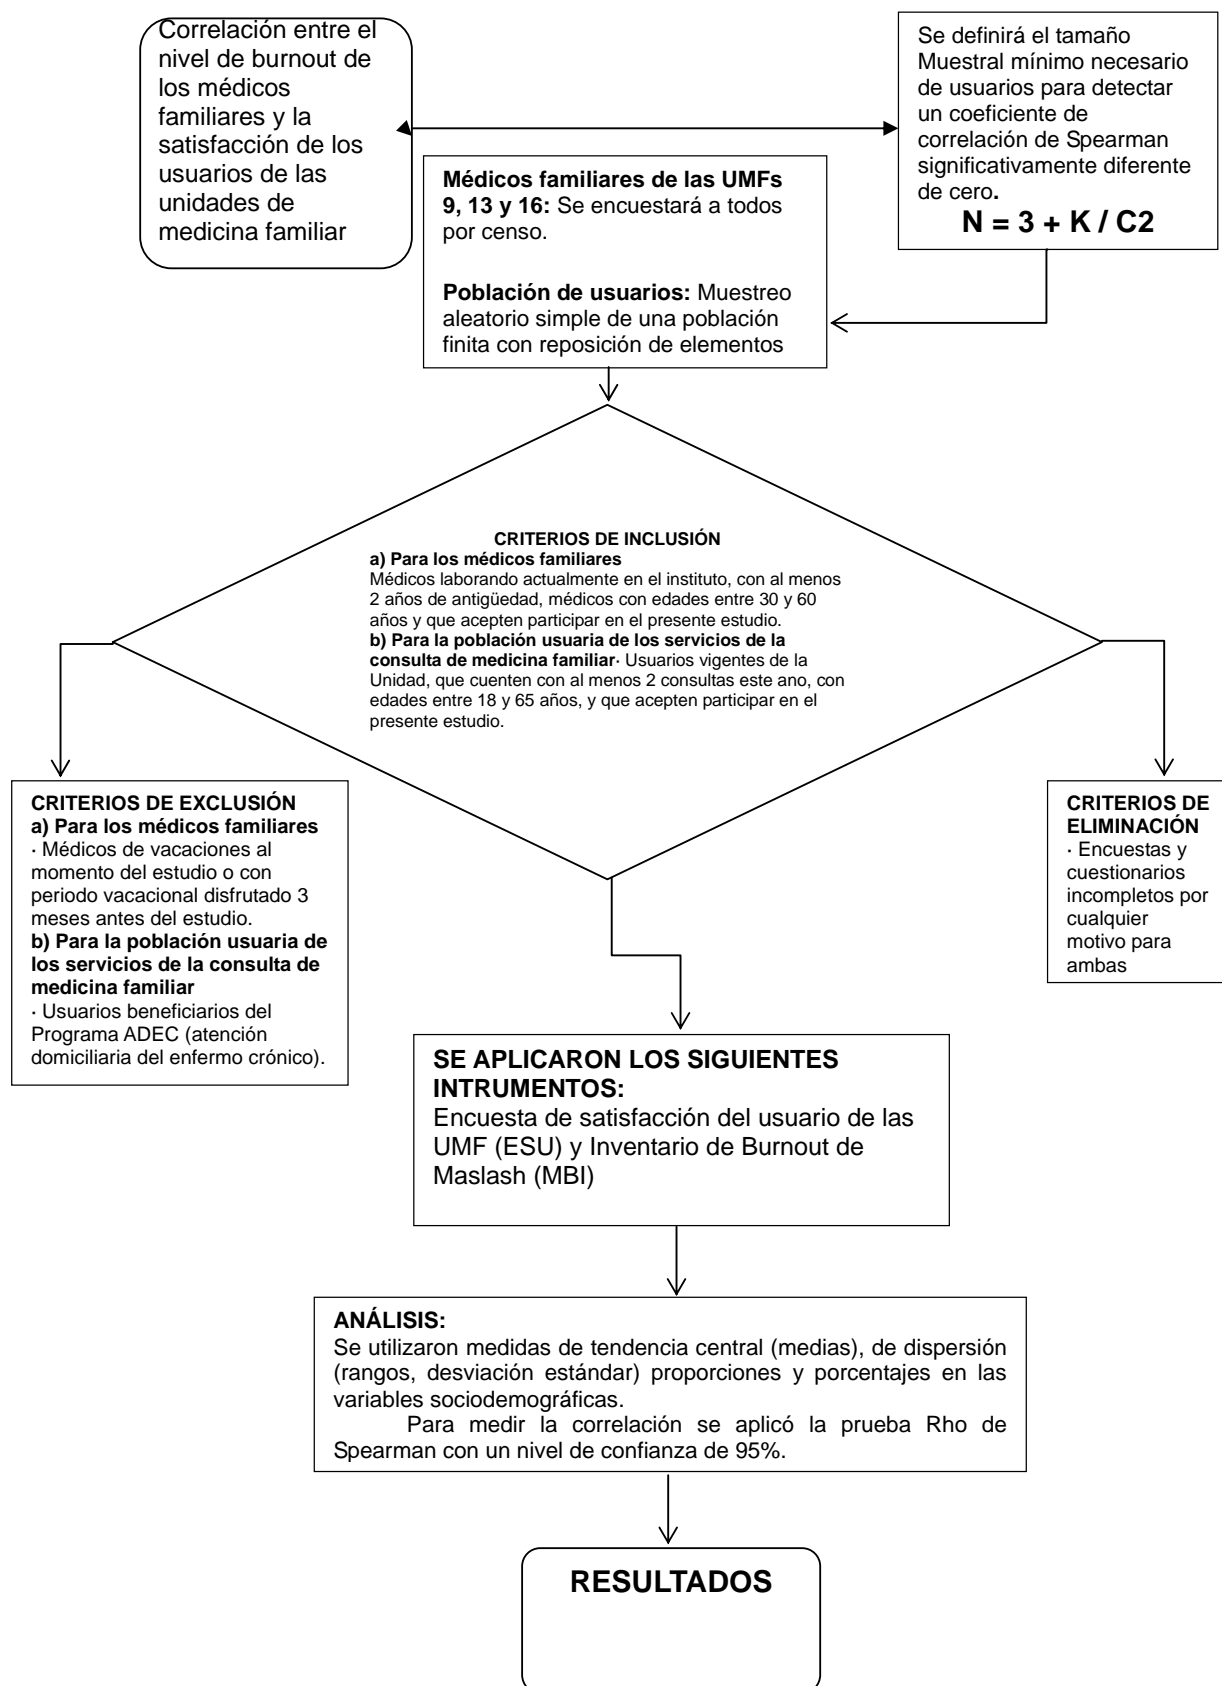 Correlación entre el
nivel de burnout de
los médicos
familiares y la
satisfacción de los
usuarios de las
unidades de
medicina familiar
Se definirá el tamaño
Muestral mínimo necesario
de usuarios para detectar
un coeficiente de
correlación de Spearman
significativamente diferente
de cero.
N = 3 + K / C2
Médicos familiares de las UMFs
9, 13 y 16: Se encuestará a todos
por censo.
Población de usuarios: Muestreo
aleatorio simple de una población
finita con reposición de elementos
CRITERIOS DE INCLUSIÓN
a) Para los médicos familiares
Médicos laborando actualmente en el instituto, con al menos
2 años de antigüedad, médicos con edades entre 30 y 60
años y que acepten participar en el presente estudio.
b) Para la población usuaria de los servicios de la
consulta de medicina familiar· Usuarios vigentes de la
Unidad, que cuenten con al menos 2 consultas este ano, con
edades entre 18 y 65 años, y que acepten participar en el
presente estudio.
CRITERIOS DE EXCLUSIÓN
a) Para los médicos familiares
· Médicos de vacaciones al
momento del estudio o con
periodo vacacional disfrutado 3
meses antes del estudio.
b) Para la población usuaria de
los servicios de la consulta de
medicina familiar
· Usuarios beneficiarios del
Programa ADEC (atención
domiciliaria del enfermo crónico).
CRITERIOS DE
ELIMINACIÓN
· Encuestas y
cuestionarios
incompletos por
cualquier
motivo para
ambas
SE APLICARON LOS SIGUIENTES
INTRUMENTOS:
Encuesta de satisfacción del usuario de las
UMF (ESU) y Inventario de Burnout de
Maslash (MBI)
ANÁLISIS:
Se utilizaron medidas de tendencia central (medias), de dispersión
(rangos, desviación estándar) proporciones y porcentajes en las
variables sociodemográficas.
Para medir la correlación se aplicó la prueba Rho de
Spearman con un nivel de confianza de 95%.
RESULTADOS